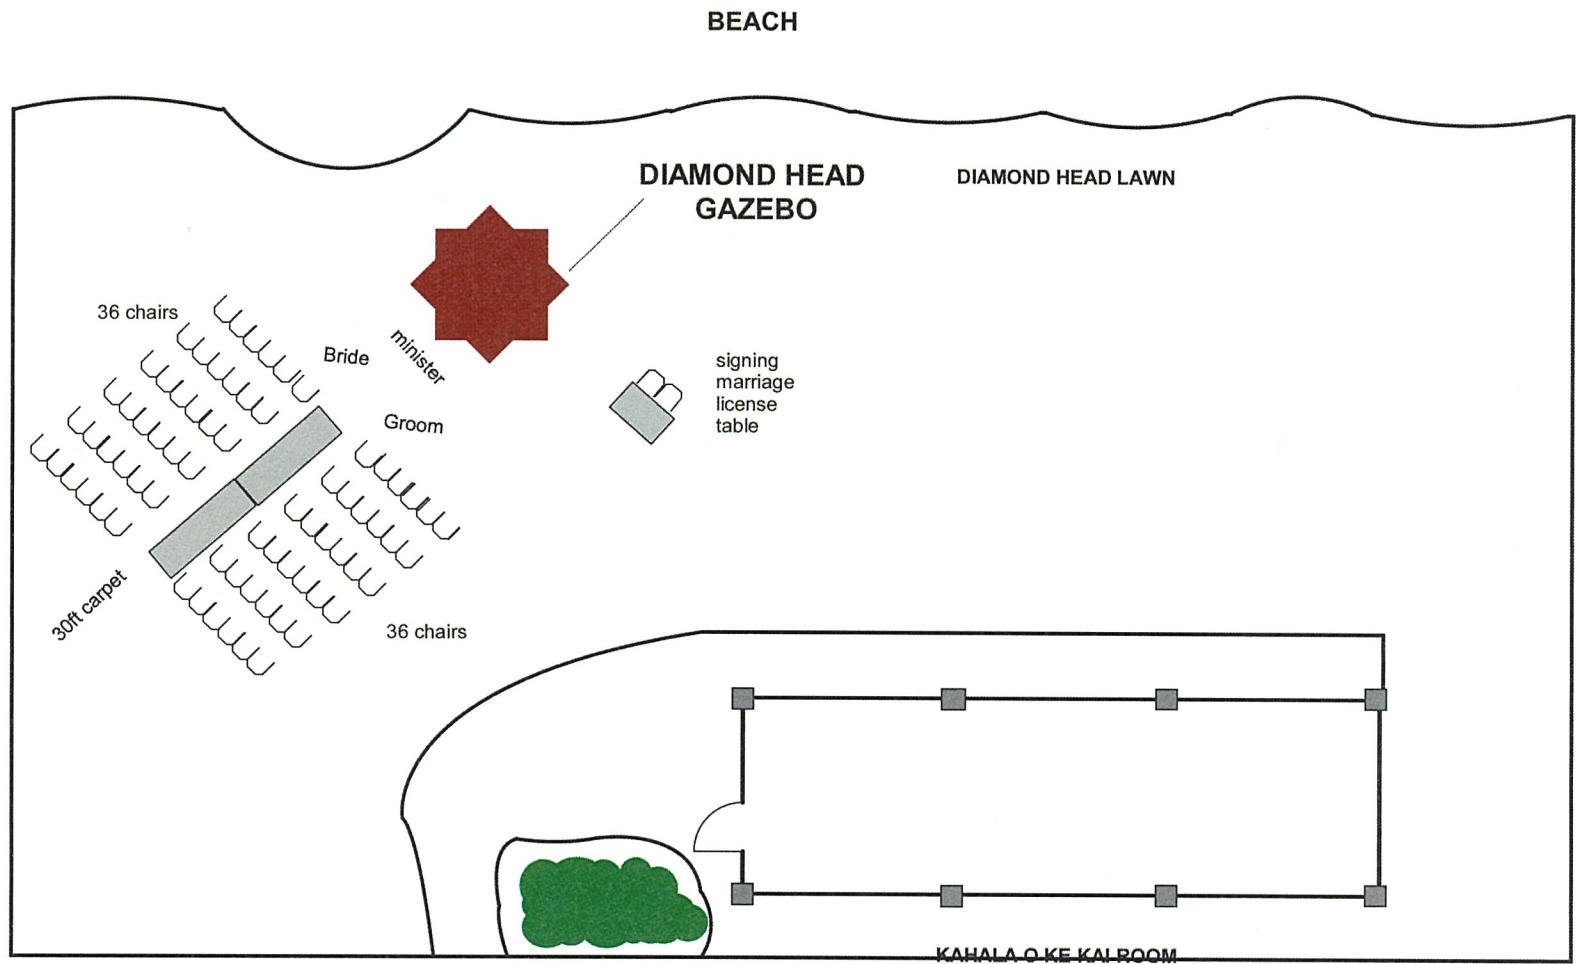 BEACH
DIAMOND HEAD
GAZEBO
DIAMOND HEAD LAWN
36 chairs
Bride
minister
Groom
signing
marriage
license
table
30ft carpet
36 chairs
KAHALA O KE KAI ROOM